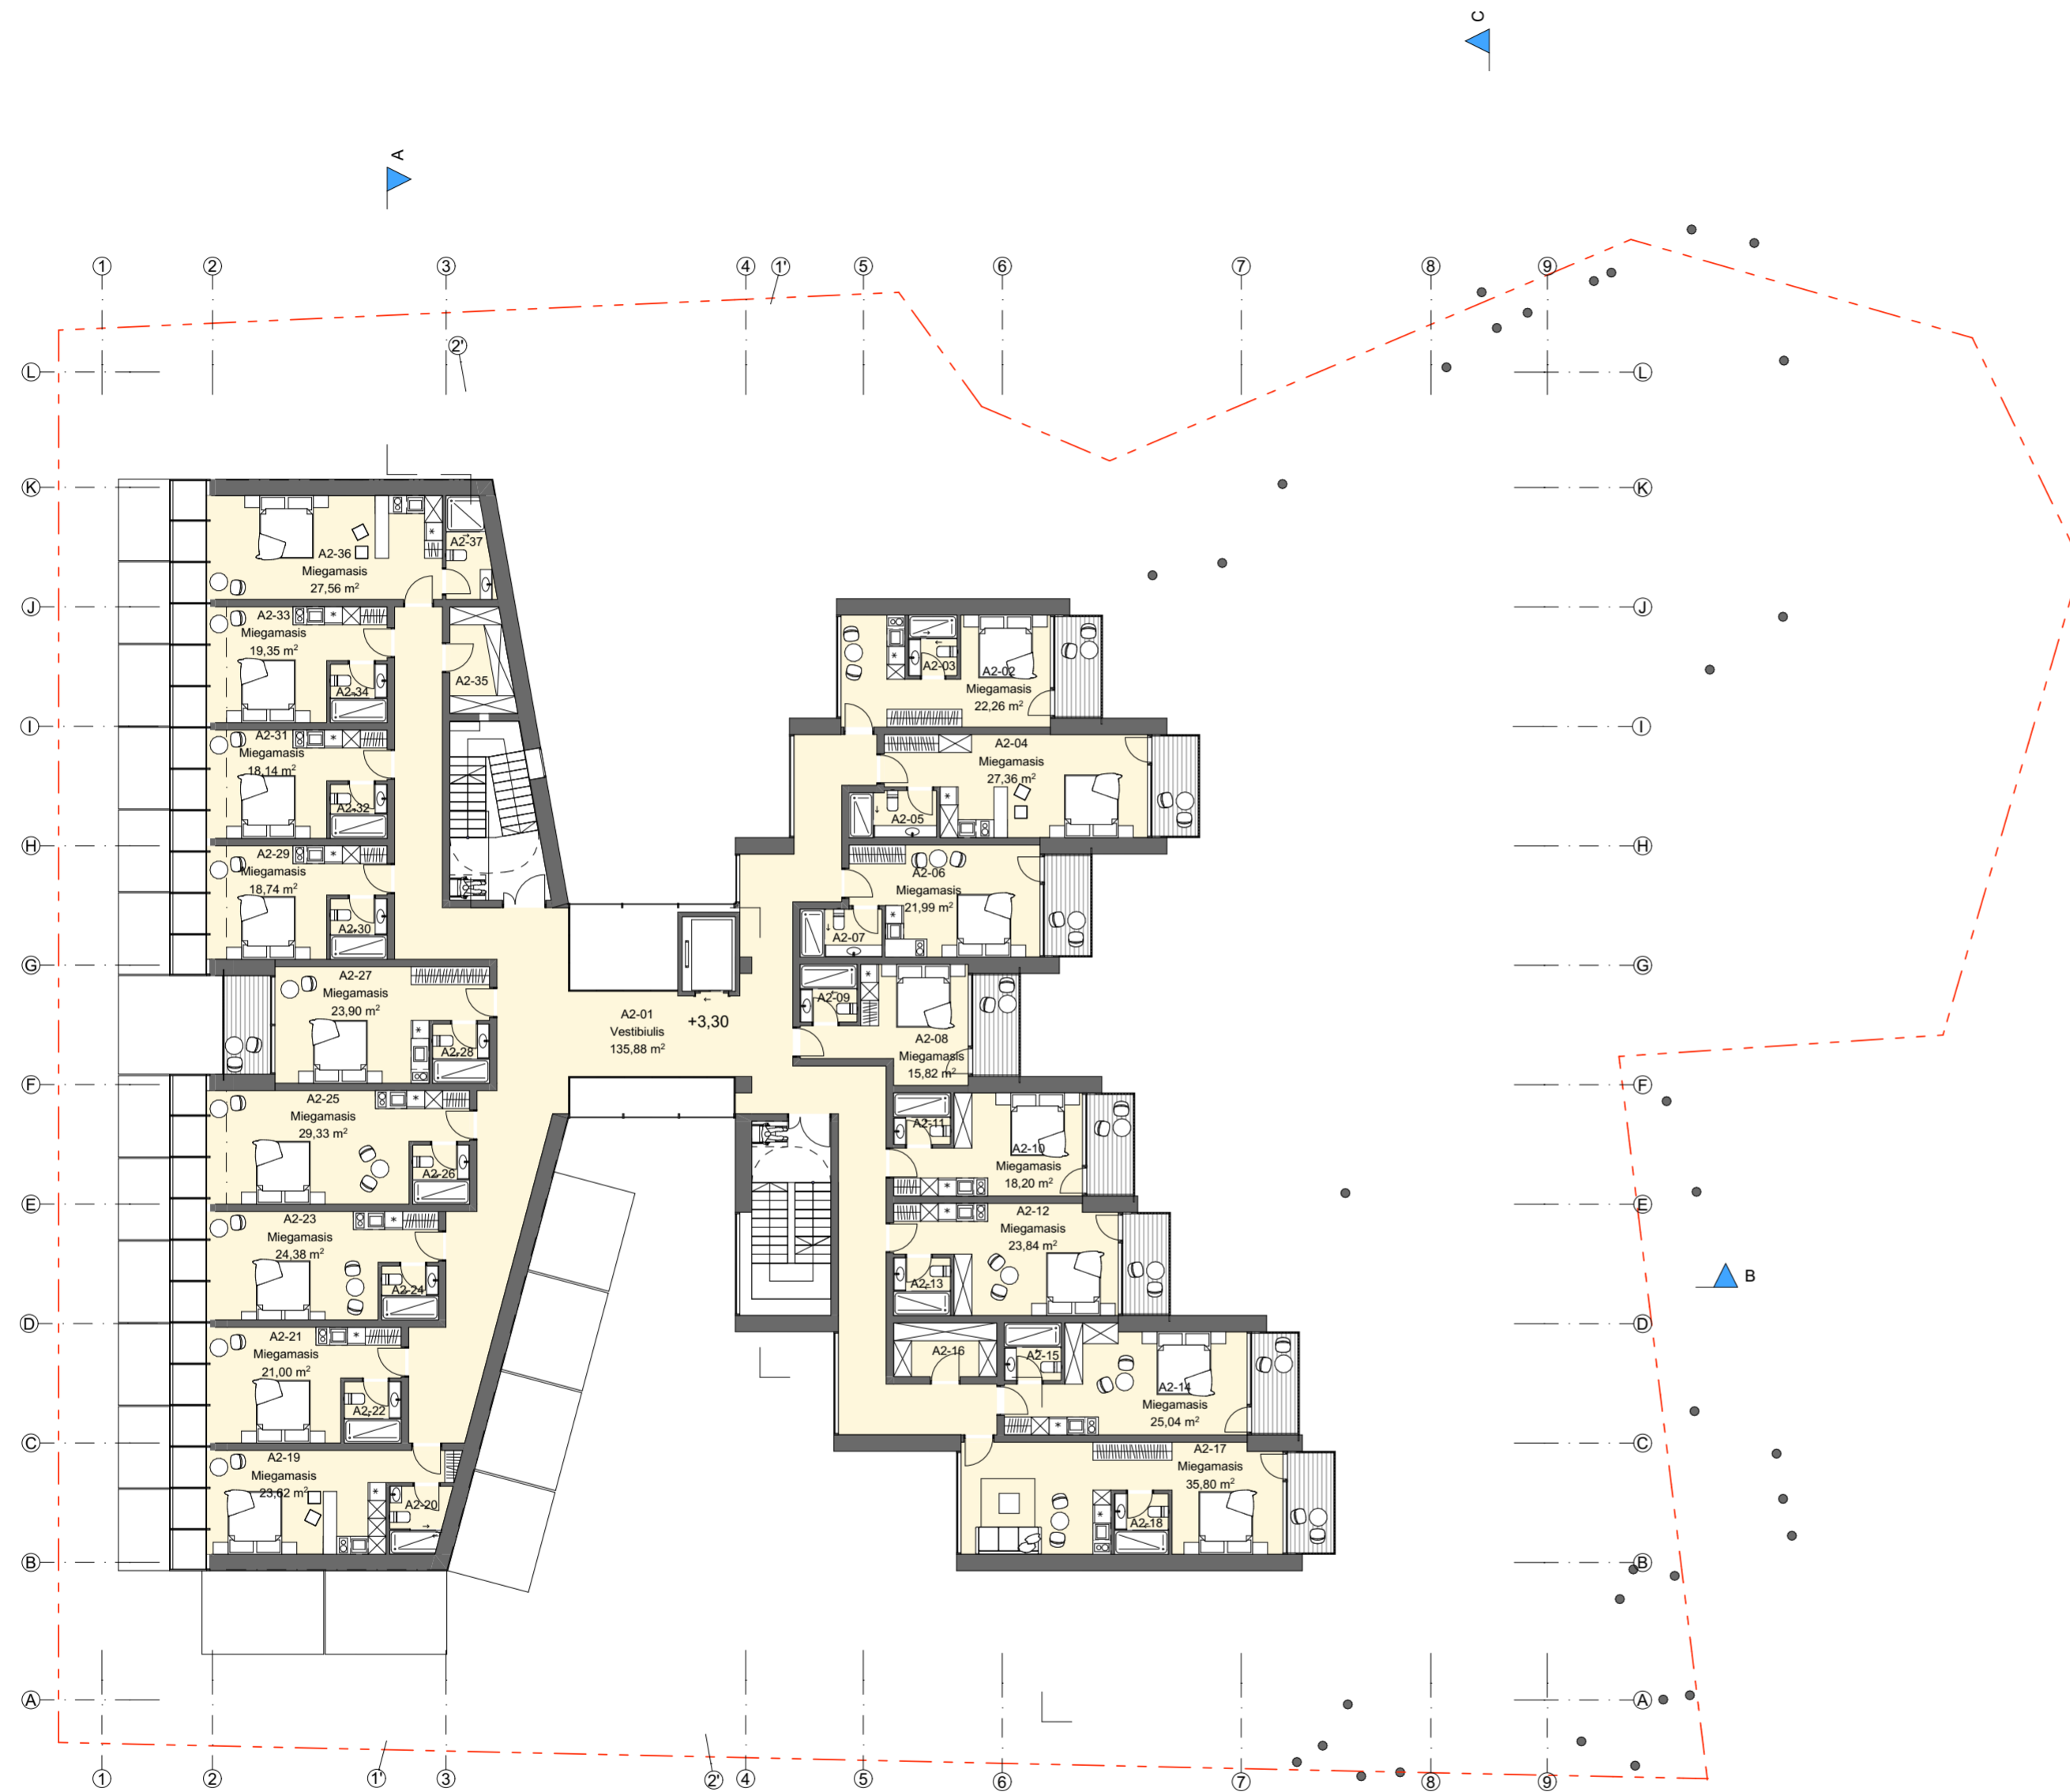 C
A
1
2
3
4
1'
5
6
7
8
9
2'
L
L
K
K
A2-36
Miegamasis
27,56 m²
A2-37
J
J
A2-33
Miegamasis
19,35 m²
A2-34
A2-35
A2-03
A2-02
Miegamasis
22,26 m²
I
I
A2-31
Miegamasis
18,14 m²
A2-32
A2-04
Miegamasis
27,36 m²
A2-05
H
H
A2-29
Miegamasis
18,74 m²
A2-30
A2-06
Miegamasis
21,99 m²
A2-07
G
G
A2-27
Miegamasis
23,90 m²
A2-28
A2-01
Vestibiulis
135,88 m²
+3,30
A2-09
A2-08
Miegamasis
15,82 m²
F
F
A2-25
Miegamasis
29,33 m²
A2-26
A2-11
A2-10
Miegamasis
18,20 m²
E
E
A2-23
Miegamasis
24,38 m²
A2-24
A2-12
Miegamasis
23,84 m²
A2-13
B
D
D
A2-21
Miegamasis
21,00 m²
A2-22
A2-16
A2-15
A2-14
Miegamasis
25,04 m²
C
C
A2-19
Miegamasis
23,62 m²
A2-20
A2-17
Miegamasis
35,80 m²
A2-18
B
B
A
A
1
2
1'
3
2'
4
5
6
7
8
9